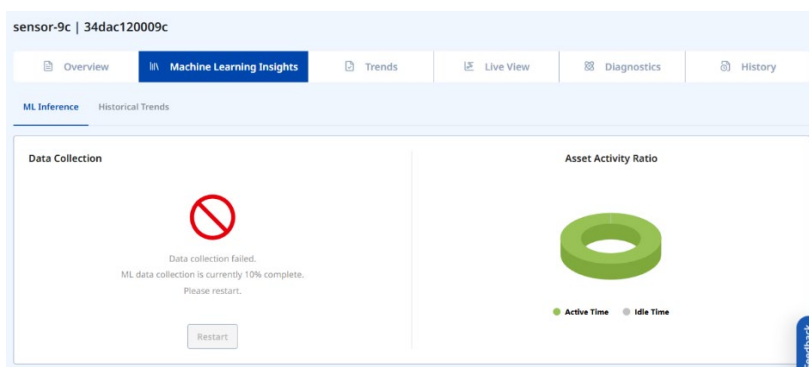 sensor-9c | 34dac120009c
Overview Machine Learning Insights Trends Live View Diagnostics History
ML Inference Historical Trends
Data Collection
Data collection failed.
ML data collection is currently 10% complete.
Please restart.
Restart
Asset Activity Ratio
Active Time Idle Time
Feedback